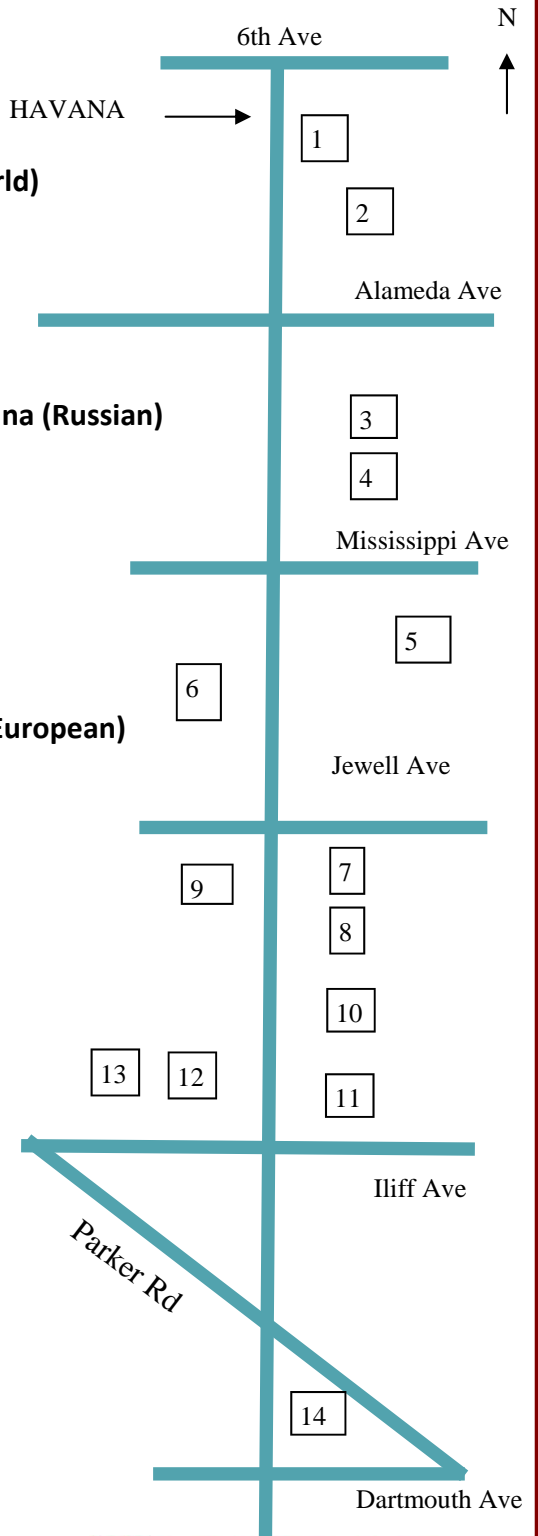 N
6th Ave
HAVANA
1
rld)
2
Alameda Ave
na (Russian)
3
4
Mississippi Ave
5
6
European)
Jewell Ave
7
9
8
10
13
12
11
Iliff Ave
Parker Rd
14
Dartmouth Ave